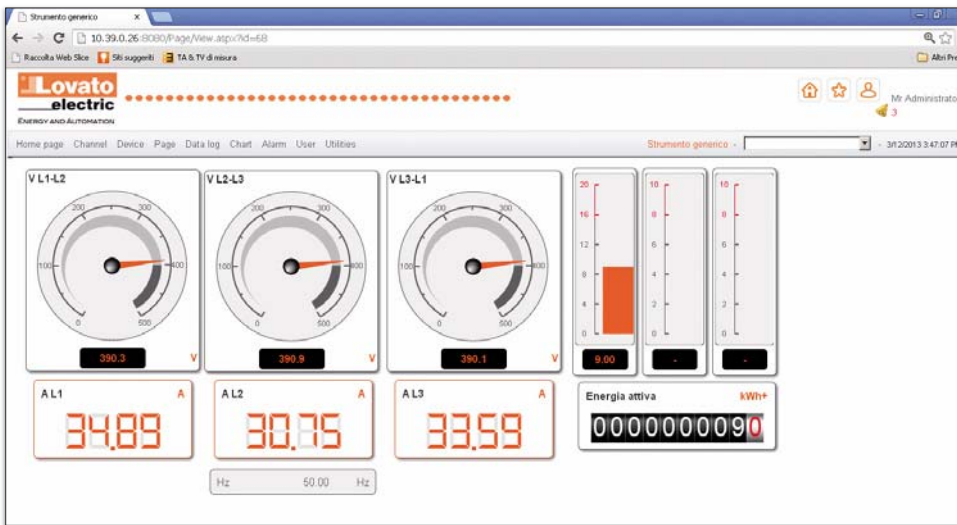 Strumento generico x
10.39.0.26:8080/Page/View.aspx?id=68
Raccolta Web Slice Siti suggeriti TA & TV di misura Altri Pre
Lovato
electric
ENERGY AND AUTOMATION
Mr Administrato
3
Home page Channel Device Page Data log Chart Alarm User Utilities Strumento generico - - 3/12/2013 3:47:07 PM
V L1-L2
0 100 200 300 400 500
390.3 V
V L2-L3
0 100 200 300 400 500
390.9 V
V L3-L1
0 100 200 300 400 500
390.1 V
20 16 12 8 4 0
9.00
10 8 6 4 2 0
-
10 8 6 4 2 0
-
A L1 A
34.89
A L2 A
30.75
A L3 A
33.59
Energia attiva kWh+
0000000090
Hz 50.00 Hz